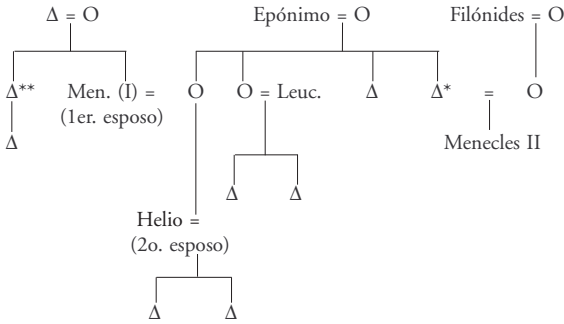 Δ = O Epónimo = O Filónides = O
Δ** Men. (I) = O O = Leuc. Δ Δ* = O
(1er. esposo)
Δ Menecles II
Δ Δ
Helio =
(2o. esposo)
Δ Δ